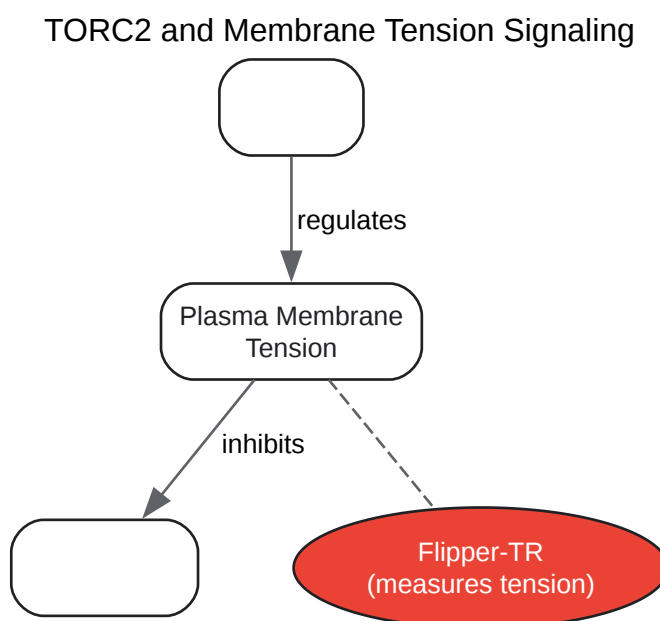 TORC2 and Membrane Tension Signaling
regulates
Plasma Membrane
Tension
inhibits
Flipper-TR
(measures tension)